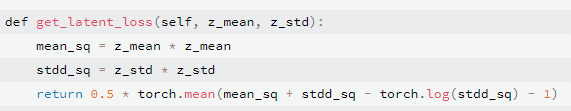 def get_latent_loss(self, z_mean, z_std):
    mean_sq = z_mean * z_mean
    stdd_sq = z_std * z_std
    return 0.5 * torch.mean(mean_sq + stdd_sq - torch.log(stdd_sq) - 1)